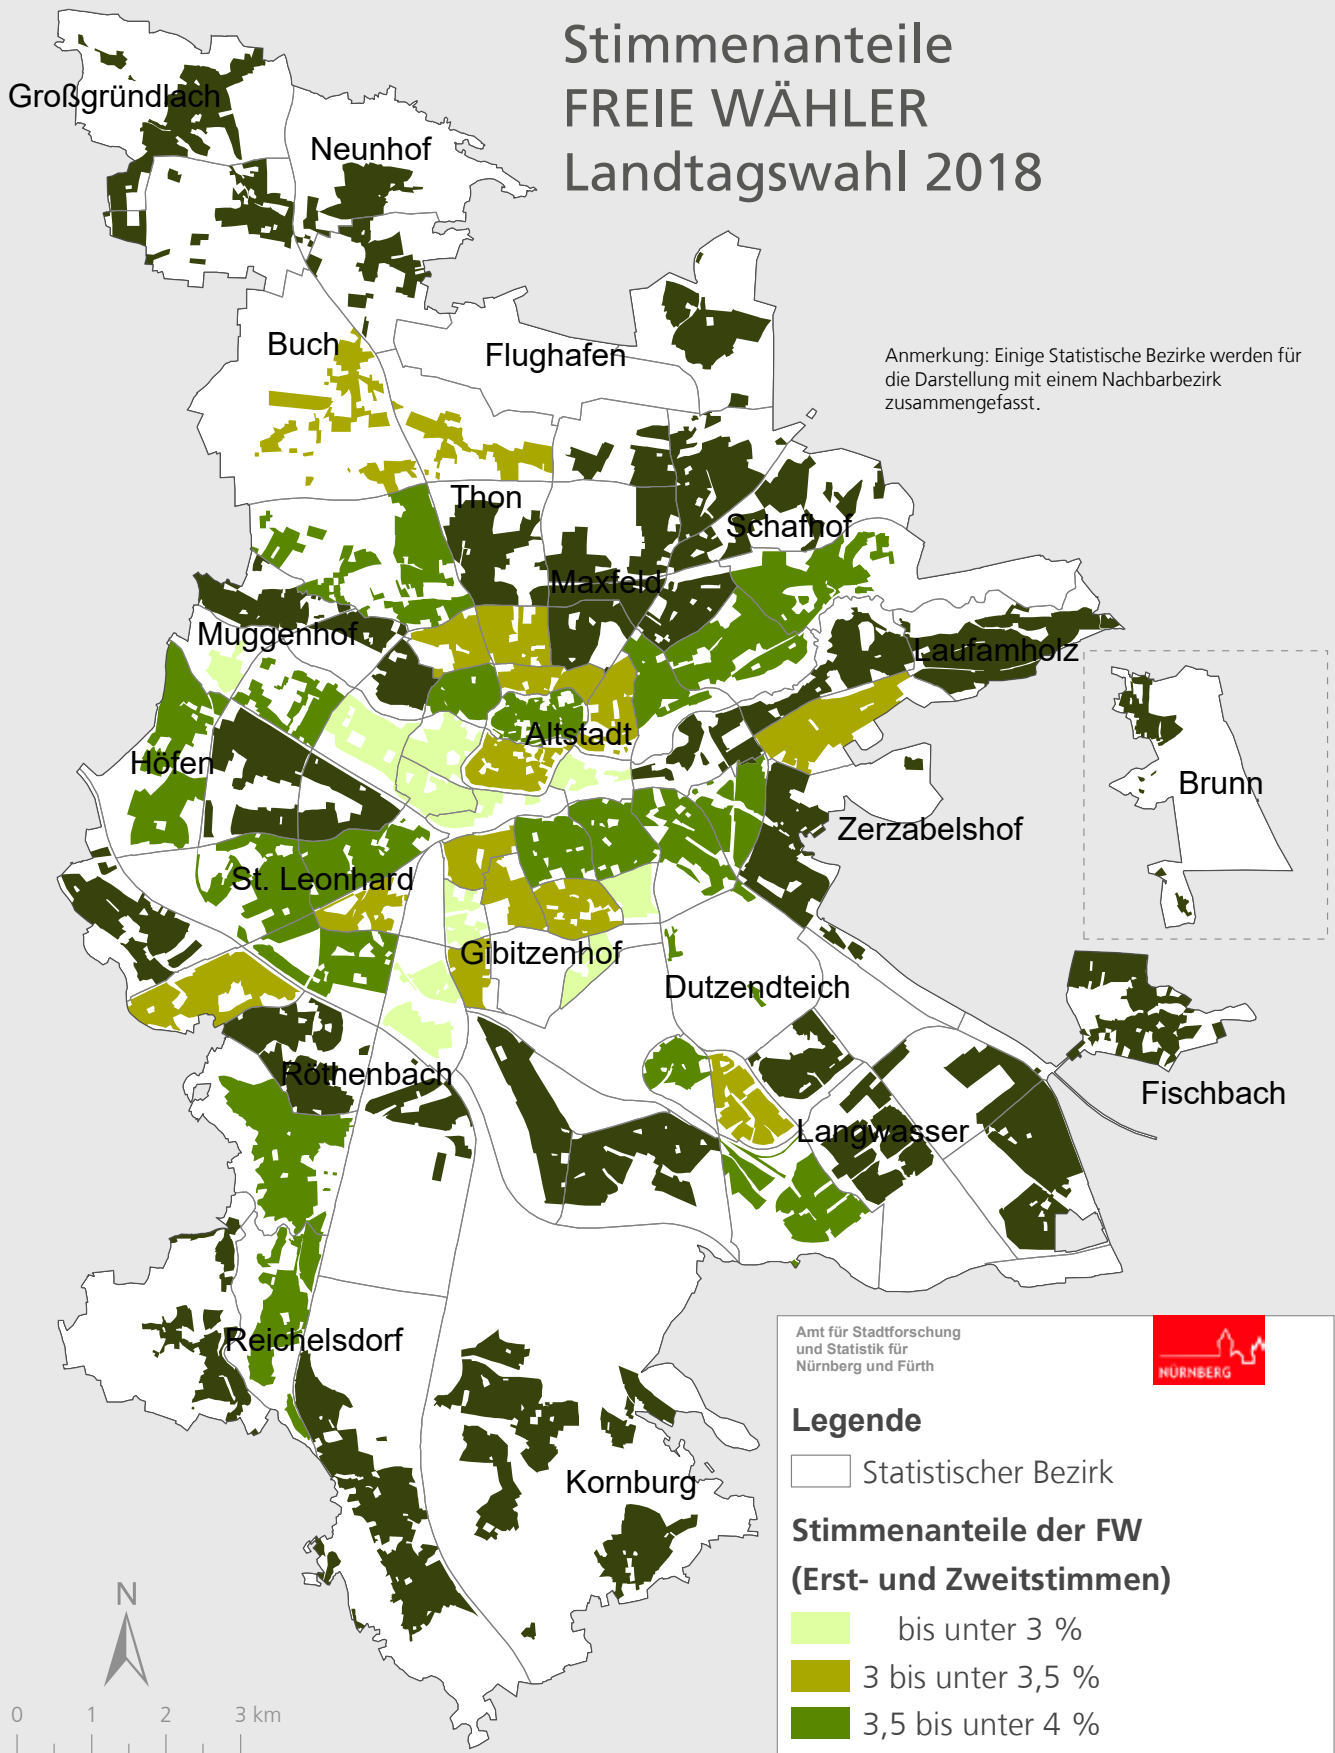 Stimmenanteile
FREIE WÄHLER
Landtagswahl 2018
Großgründlach
Neunhof
Buch
Flughafen
Anmerkung: Einige Statistische Bezirke werden für
die Darstellung mit einem Nachbarbezirk
zusammengefasst.
Thon
Schafhof
Maxfeld
Muggenhof
Laufamholz
Altstadt
Höfen
Brunn
Zerzabelshof
St. Leonhard
Gibitzenhof
Dutzendteich
Röthenbach
Fischbach
Langwasser
Reichelsdorf
Kornburg
Amt für Stadtforschung
und Statistik für
Nürnberg und Fürth
NÜRNBERG
Legende
Statistischer Bezirk
Stimmenanteile der FW
(Erst- und Zweitstimmen)
bis unter 3 %
3 bis unter 3,5 %
3,5 bis unter 4 %
N
0 1 2 3 km